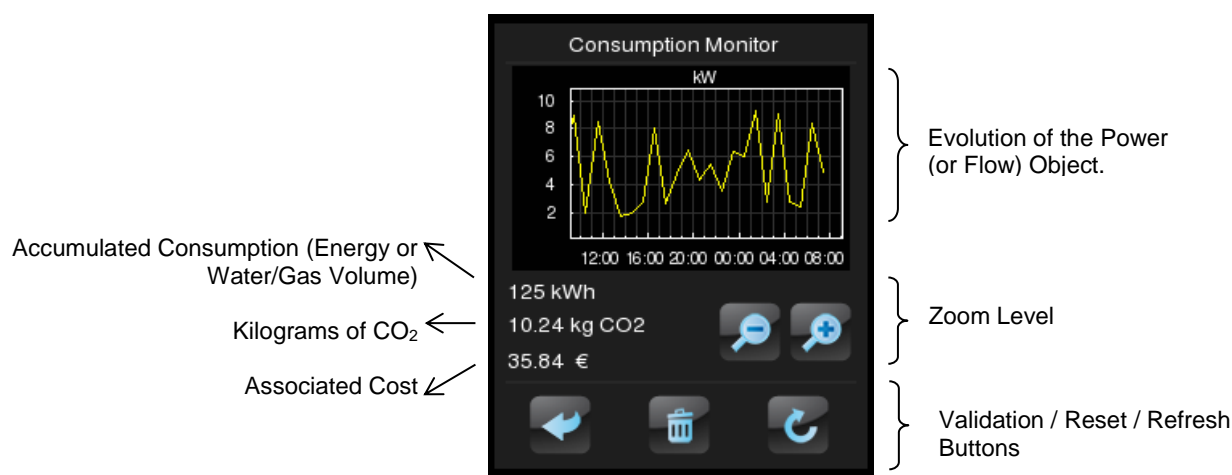 Consumption Monitor
kW
10
8
6
4
2
12:00 16:00 20:00 00:00 04:00 08:00
125 kWh
10.24 kg CO2
35.84 €
Accumulated Consumption (Energy or
Water/Gas Volume)
Kilograms of CO₂
Associated Cost
Evolution of the Power
(or Flow) Object.
Zoom Level
Validation / Reset / Refresh
Buttons